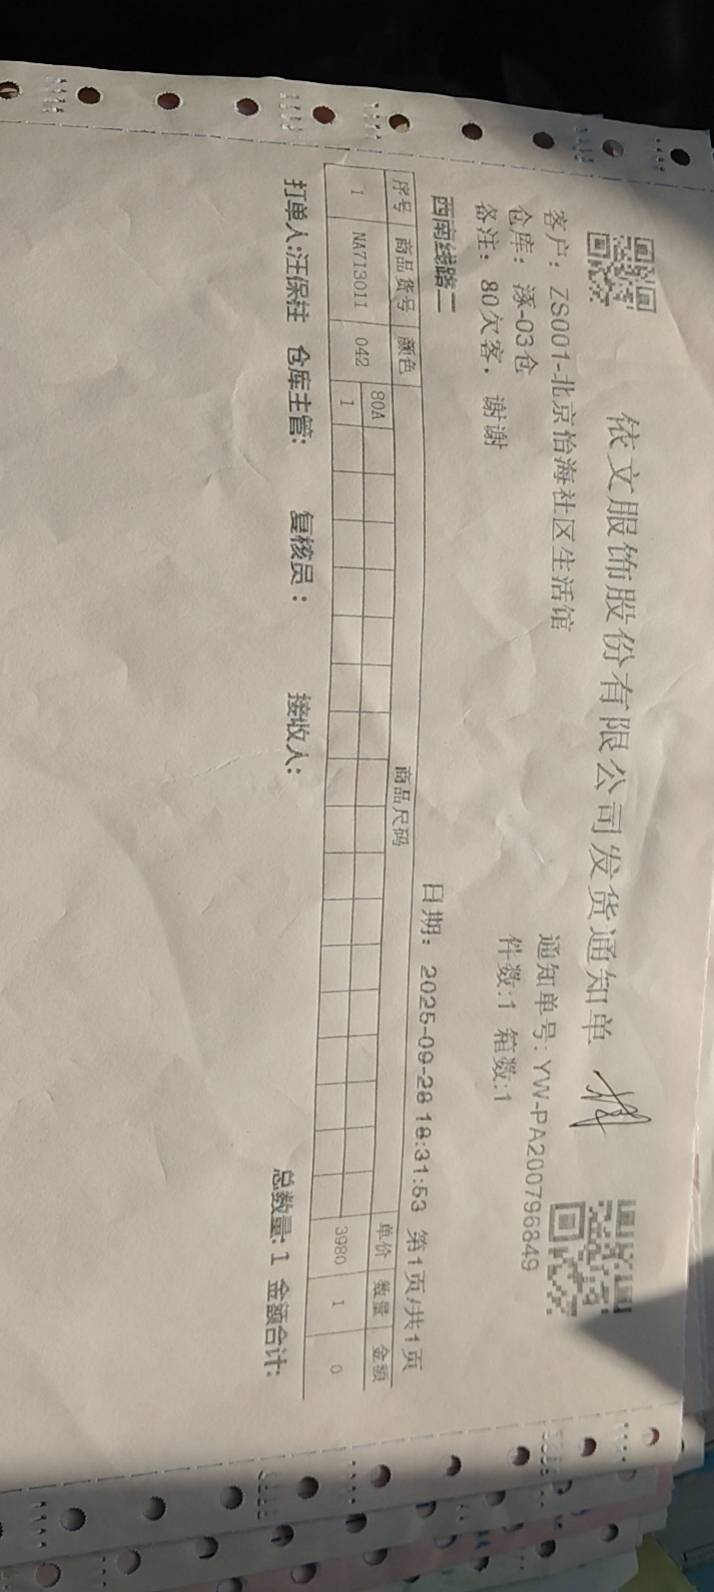 依文服饰股份有限公司发货通知单
客户：ZS001-北京怡海社区生活馆 通知单号:YW-PA200796849
仓库：涿-03仓 件数:1 箱数:1
备注：80欠客，谢谢
西南线路二 日期：2025-09-28 18:31:53 第1页/共1页
序号 商品货号 颜色 商品尺码 单价 数量 金额
80A
1 NA713011 042 1 3980 1 0
打单人:汪保柱 仓库主管: 复核员： 接收人: 总数量:1 金额合计: